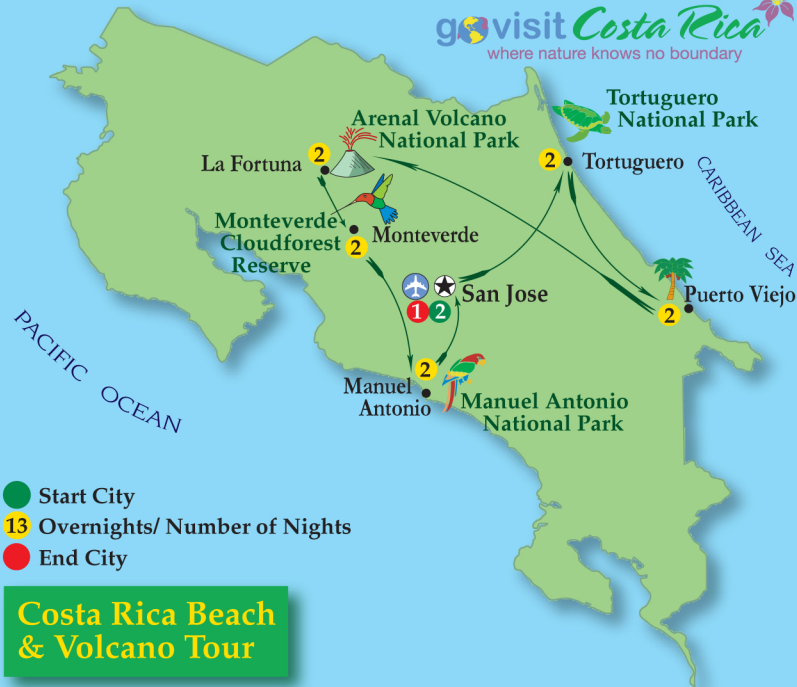 govisit Costa Rica
where nature knows no boundary
Tortuguero
National Park
Arenal Volcano
National Park
2
La Fortuna
2
Tortuguero
CARIBBEAN SEA
Monteverde
Cloudforest
Reserve
Monteverde
2
San Jose
1
2
Puerto Viejo
2
PACIFIC OCEAN
2
Manuel
Antonio
Manuel Antonio
National Park
Start City
13 Overnights/ Number of Nights
End City
Costa Rica Beach
& Volcano Tour